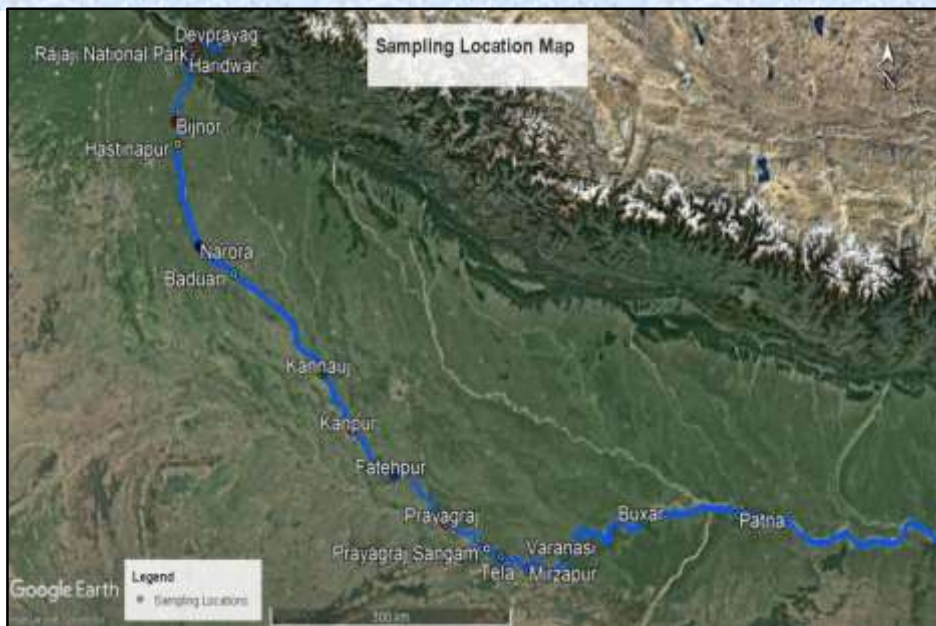 Sampling Location Map
N
Devprayag
Rajaji National Park
Haridwar
Bijnor
Hastinapur
Narora
Baduan
Kannauj
Kanpur
Fatehpur
Prayagraj
Prayagraj Sangam
Tela
Mirzapur
Varanasi
Buxar
Patna
Google Earth
Legend
Sampling Locations
300 km